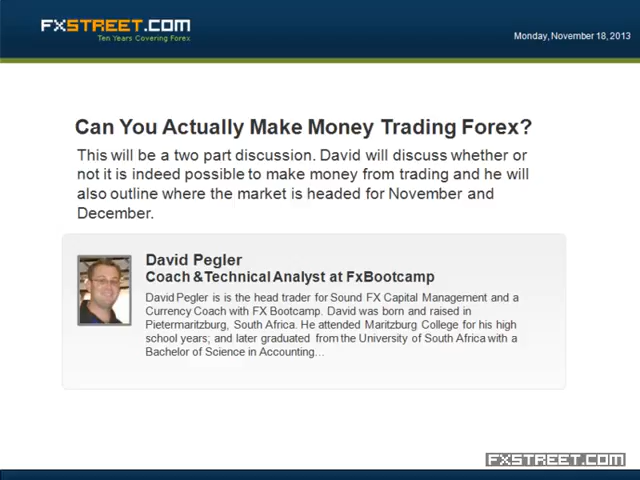 FXSTREET.COM
Ten Years Covering Forex
Monday, November 18, 2013
Can You Actually Make Money Trading Forex?
This will be a two part discussion. David will discuss whether or
not it is indeed possible to make money from trading and he will
also outline where the market is headed for November and
December.
David Pegler
Coach &Technical Analyst at FxBootcamp
David Pegler is is the head trader for Sound FX Capital Management and a
Currency Coach with FX Bootcamp. David was born and raised in
Pietermaritzburg, South Africa. He attended Maritzburg College for his high
school years; and later graduated from the University of South Africa with a
Bachelor of Science in Accounting...
FXSTREET.COM